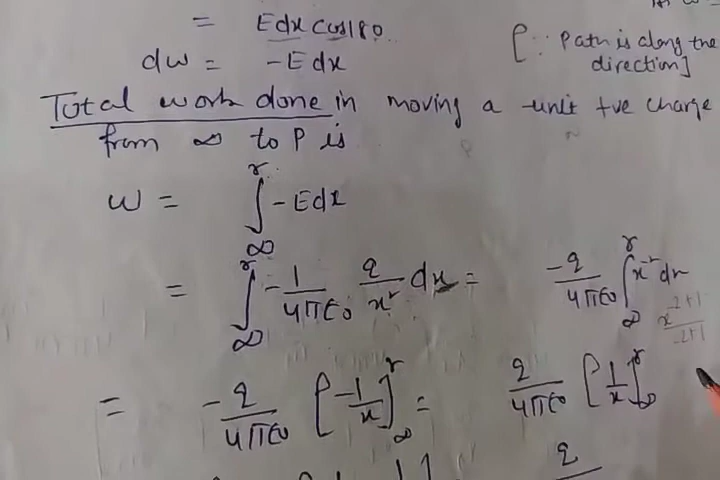 = Edx cos180
dw = -Edx [∵ Path is along the direction]
Total work done in moving a unit +ve charge
from ∞ to P is
W = ∫_∞^r -Edx
= ∫_∞^r -1/4πε₀ q/x² dx = -q/4πε₀ ∫_∞^r x⁻² dx
x⁻²⁺¹/-2+1
= -q/4πε₀ [-1/x]_∞^r = q/4πε₀ [1/x]_∞^r
q